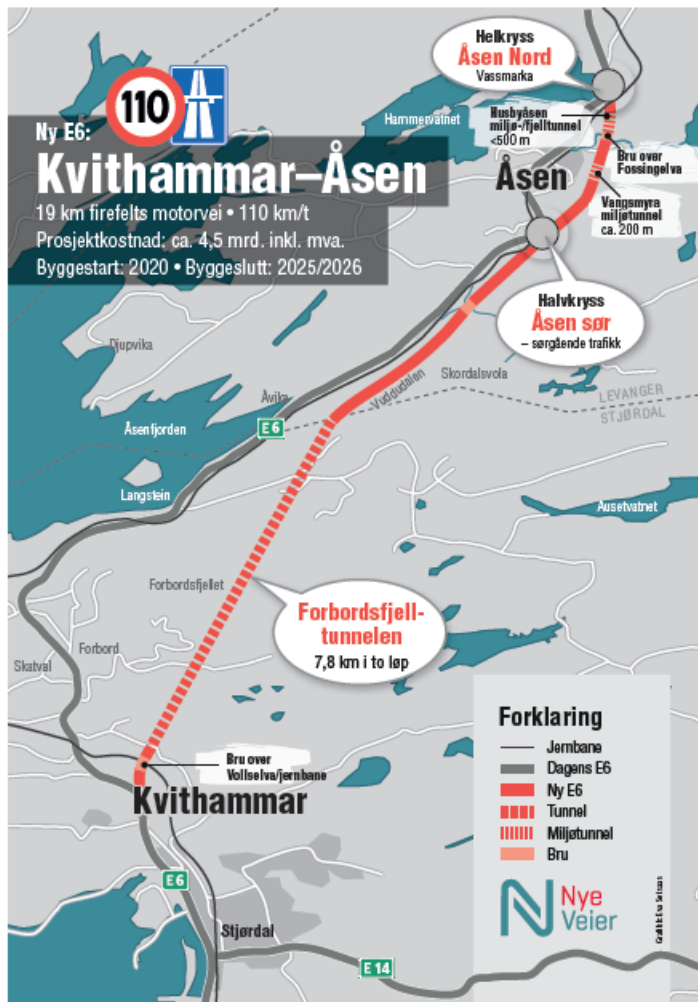 Helkryss
Åsen Nord
Vassmarka
110
Ny E6:
Kvithammar–Åsen
19 km firefelts motorvei • 110 km/t
Prosjektkostnad: ca. 4,5 mrd. inkl. mva.
Byggestart: 2020 • Byggeslutt: 2025/2026
Hammervatnet
Husbyåsen
miljø-/fjelltunnel
<500 m
Bru over
Fossingelva
Åsen
Vangsmyra
miljøtunnel
ca. 200 m
Halvkryss
Åsen sør
– sørgående trafikk
Djupvika
Vuddudalen
Skordalsvola
LEVANGER
STJØRDAL
Åvika
E 6
Åsenfjorden
Langstein
Ausetvatnet
Forbordsfjellet
Forbordsfjell-
tunnelen
7,8 km i to løp
Forbord
Skatval
Bru over
Vollselva/jernbane
Kvithammar
E 6
Stjørdal
E 14
Forklaring
Jernbane
Dagens E6
Ny E6
Tunnel
Miljøtunnel
Bru
Nye
Veier